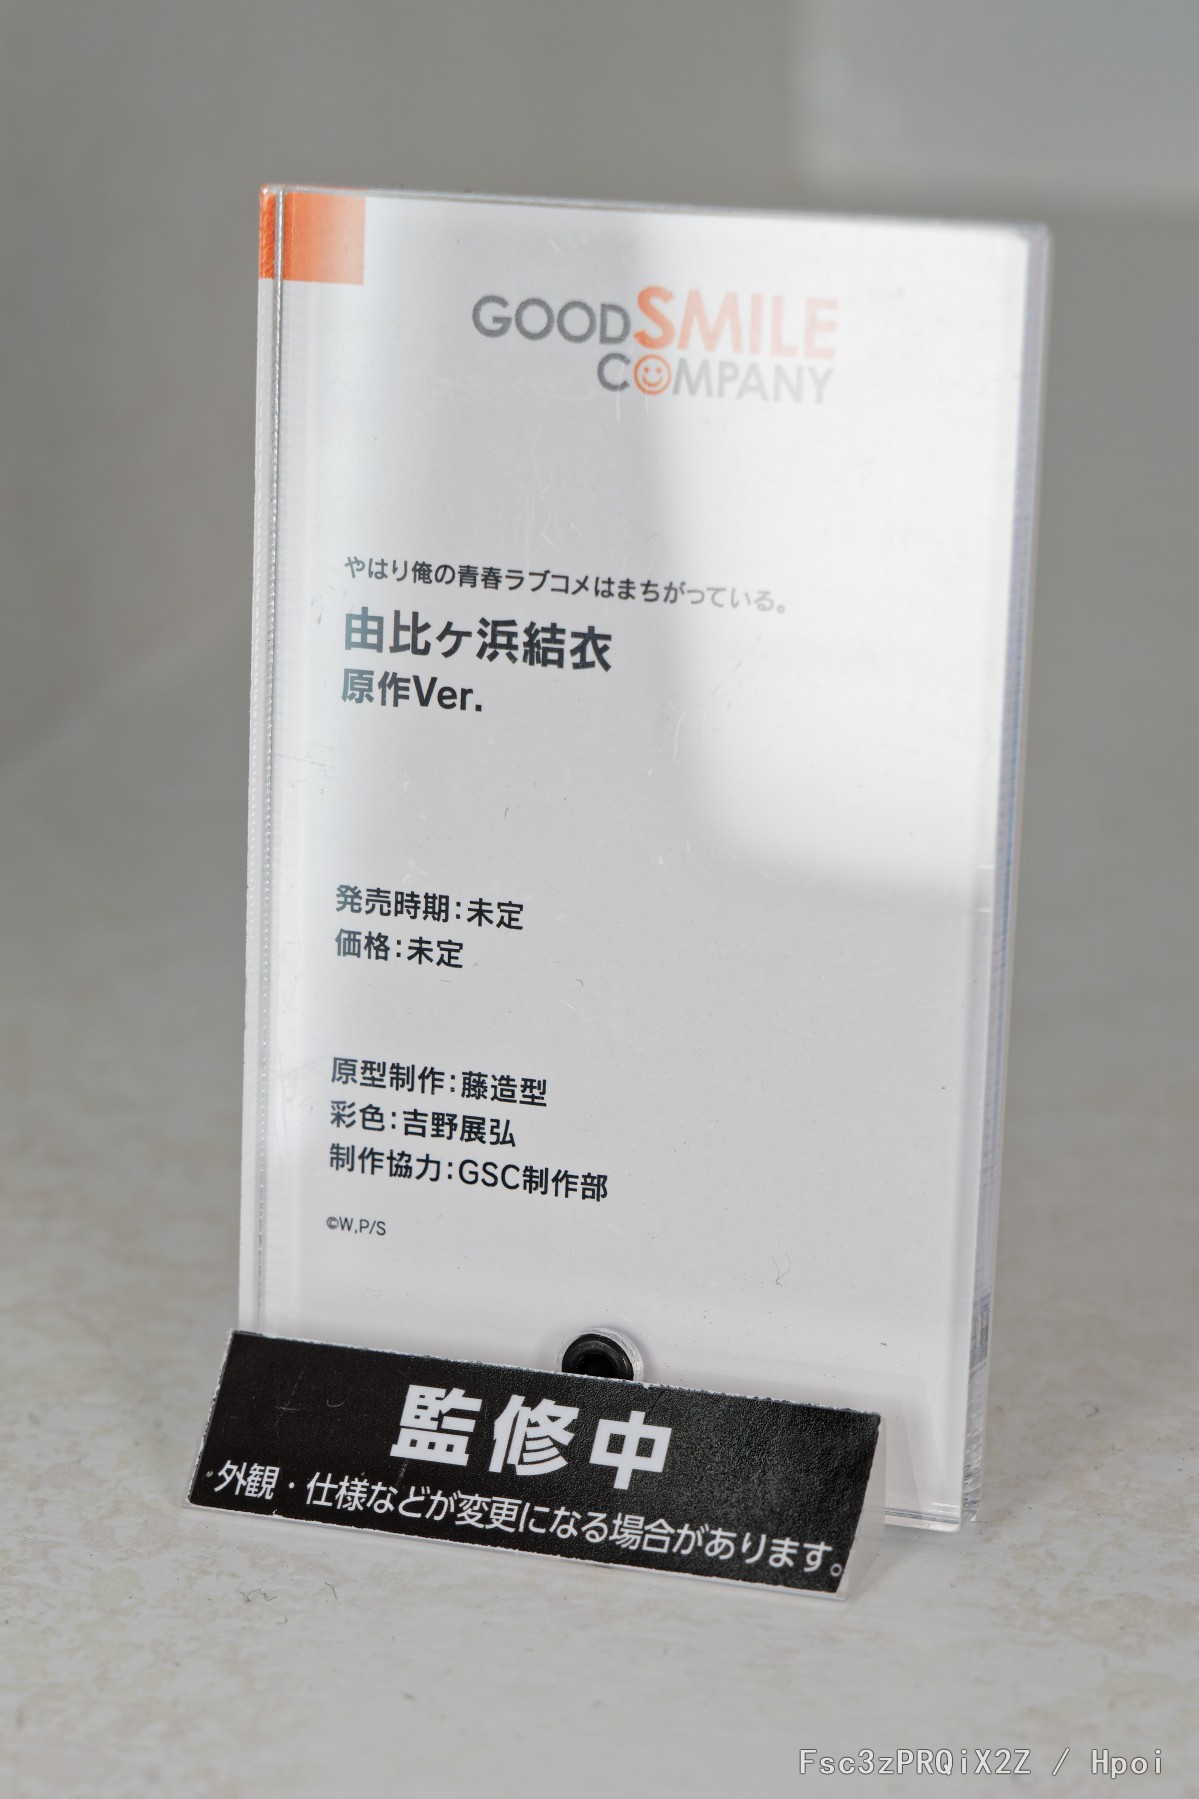 GOOD SMILE
COMPANY
やはり俺の青春ラブコメはまちがっている。
由比ヶ浜結衣
原作Ver.
発売時期:未定
価格:未定
原型制作:藤造型
彩色:吉野展弘
制作協力:GSC制作部
©W,P/S
監修中
外観・仕様などが変更になる場合があります。
Fsc3zPRQiX2Z / Hpoi